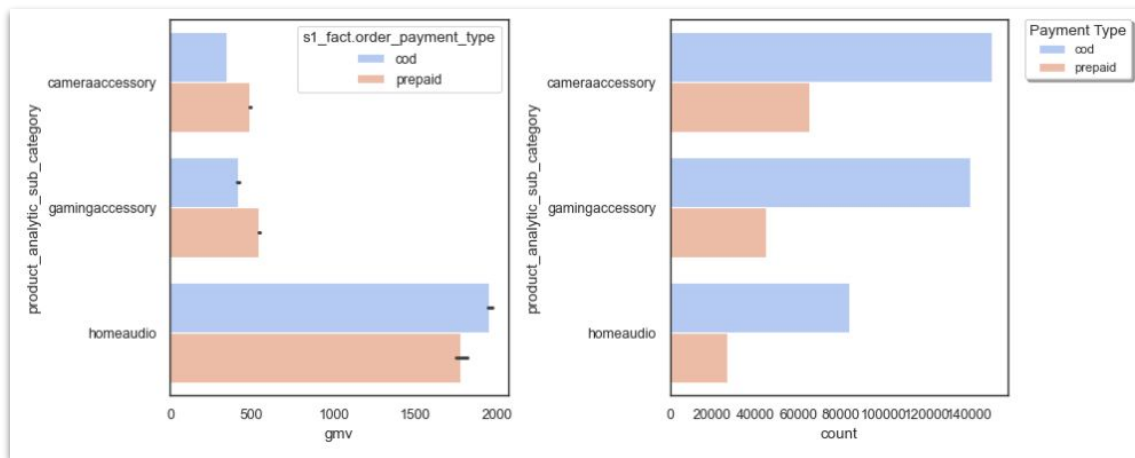 s1_fact.order_payment_type
cod
prepaid
product_analytic_sub_category
cameraaccessory
gamingaccessory
homeaudio
0 500 1000 1500 2000
gmv
Payment Type
cod
prepaid
product_analytic_sub_category
cameraaccessory
gamingaccessory
homeaudio
0 20000 40000 60000 80000 100000 120000 140000
count